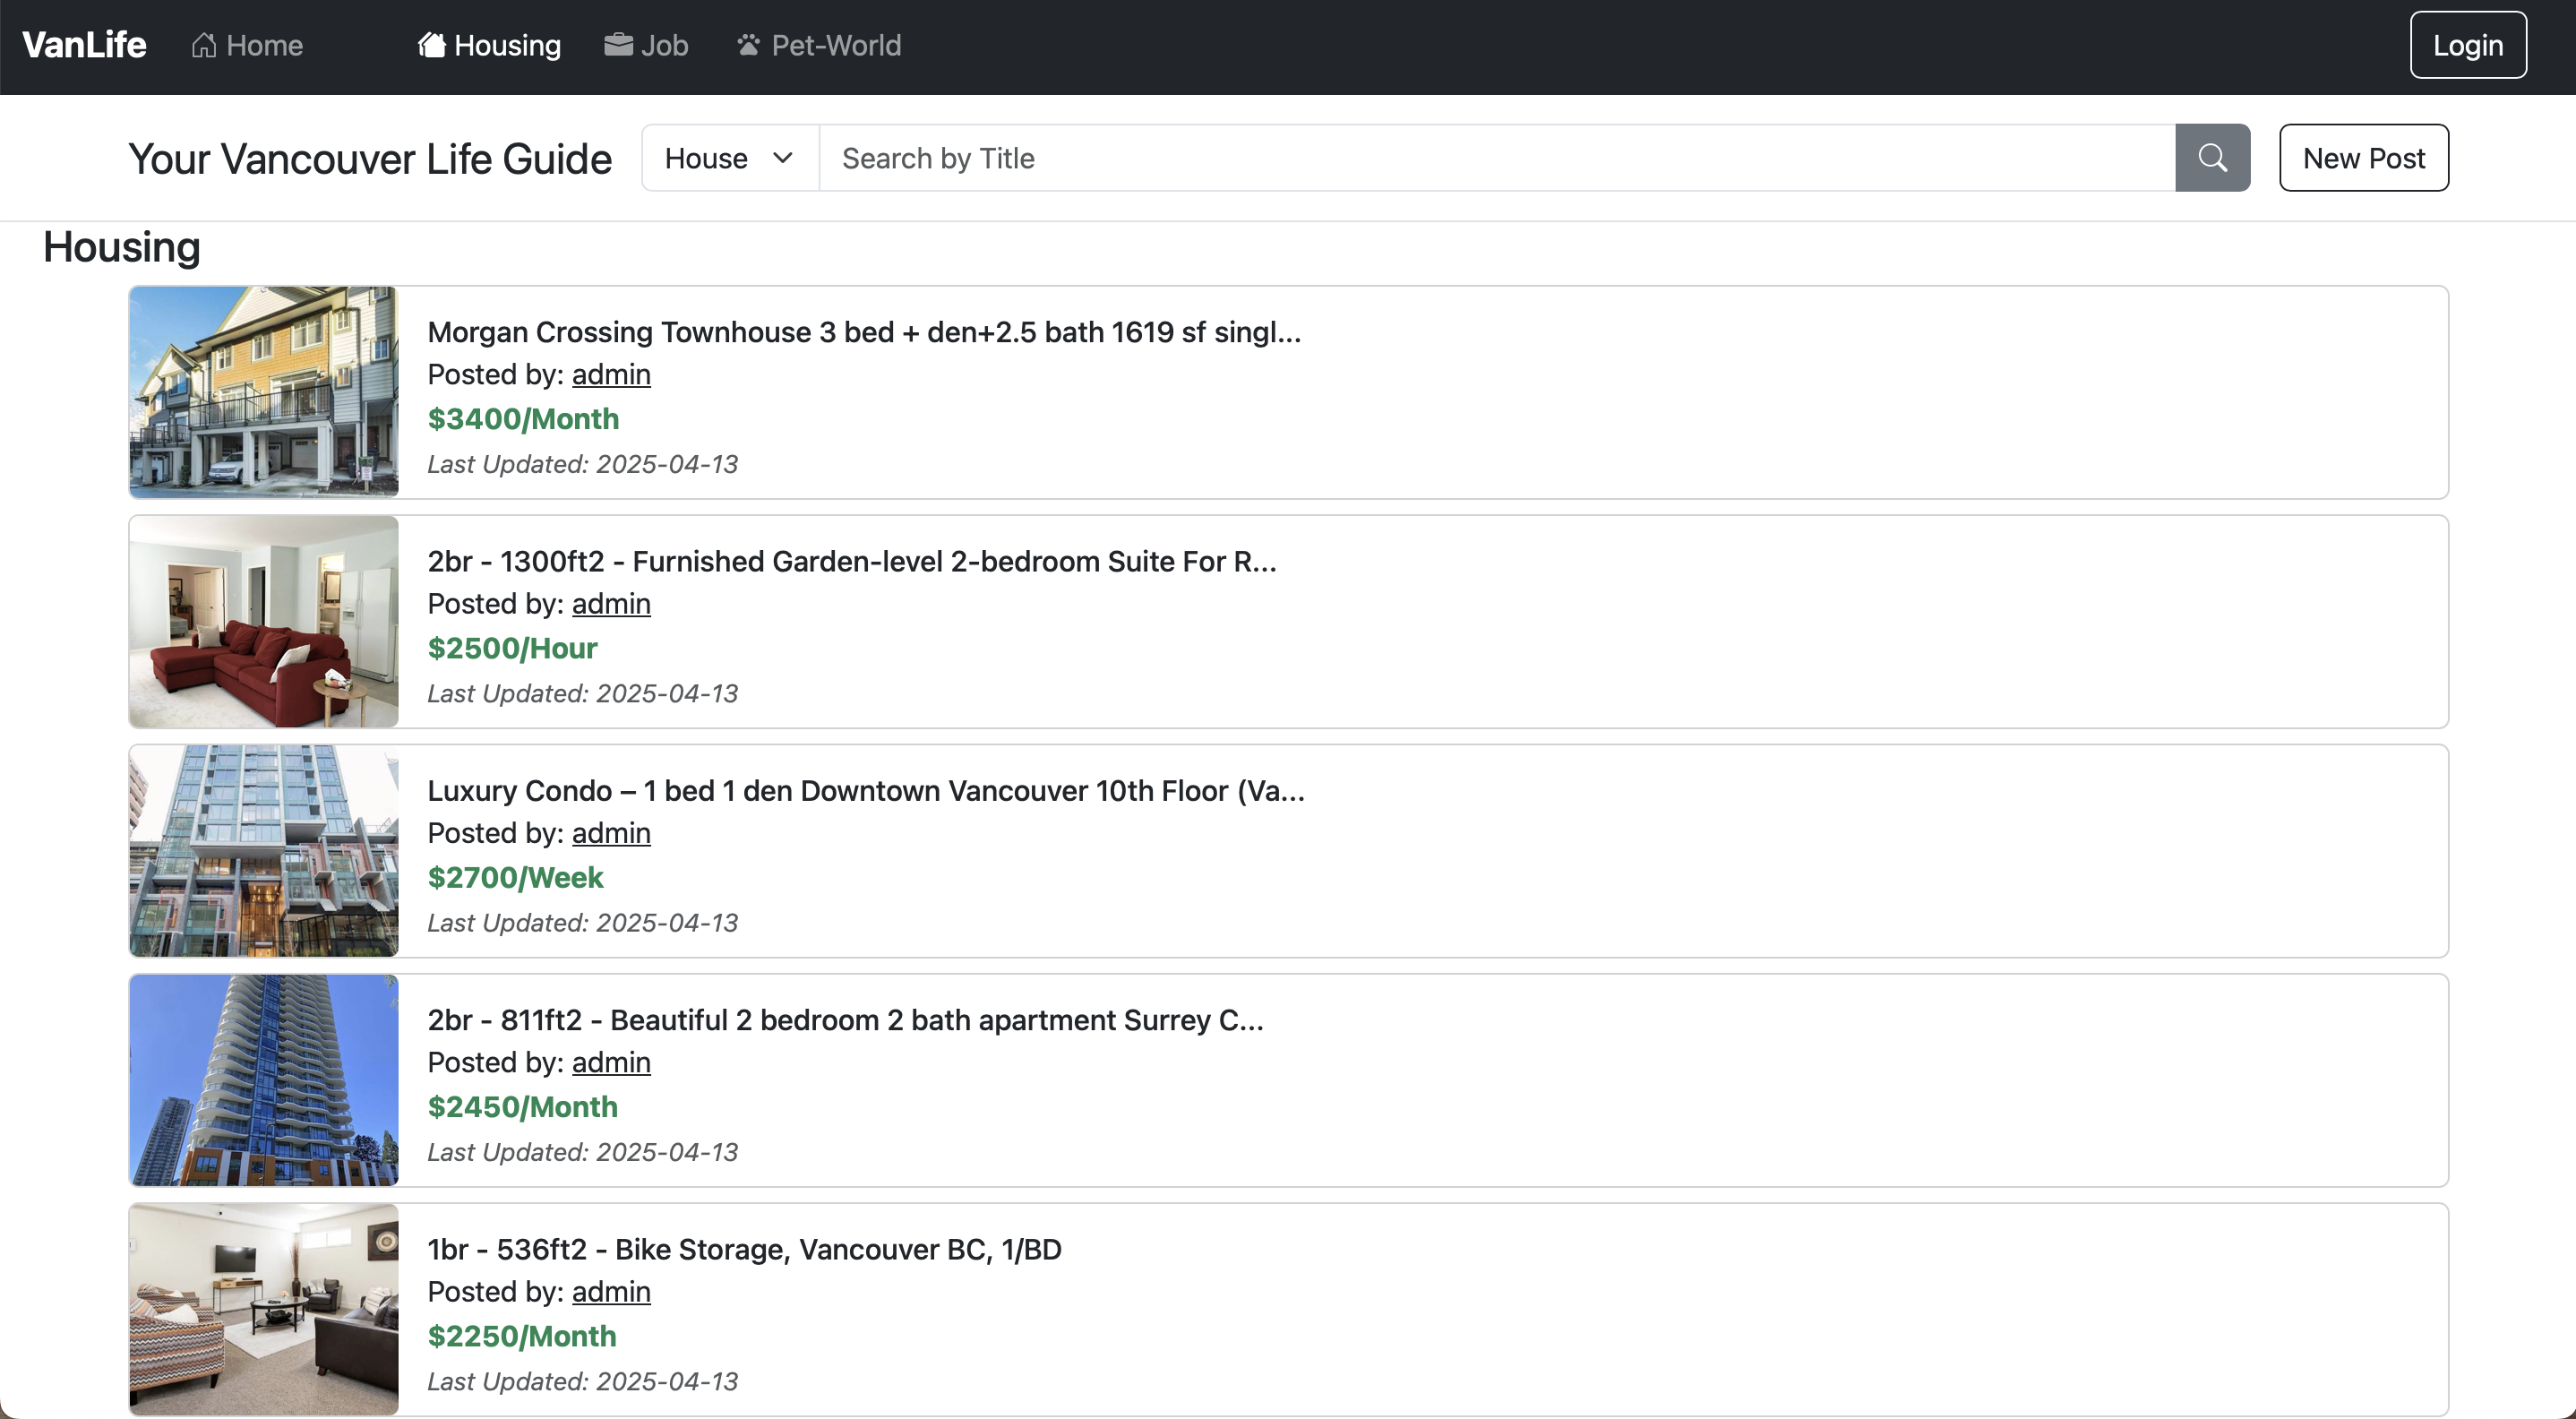 VanLife Home Housing Job Pet-World Login
Your Vancouver Life Guide House Search by Title New Post
Housing
Morgan Crossing Townhouse 3 bed + den+2.5 bath 1619 sf singl...
Posted by: admin
$3400/Month
Last Updated: 2025-04-13
2br - 1300ft2 - Furnished Garden-level 2-bedroom Suite For R...
Posted by: admin
$2500/Hour
Last Updated: 2025-04-13
Luxury Condo – 1 bed 1 den Downtown Vancouver 10th Floor (Va...
Posted by: admin
$2700/Week
Last Updated: 2025-04-13
2br - 811ft2 - Beautiful 2 bedroom 2 bath apartment Surrey C...
Posted by: admin
$2450/Month
Last Updated: 2025-04-13
1br - 536ft2 - Bike Storage, Vancouver BC, 1/BD
Posted by: admin
$2250/Month
Last Updated: 2025-04-13